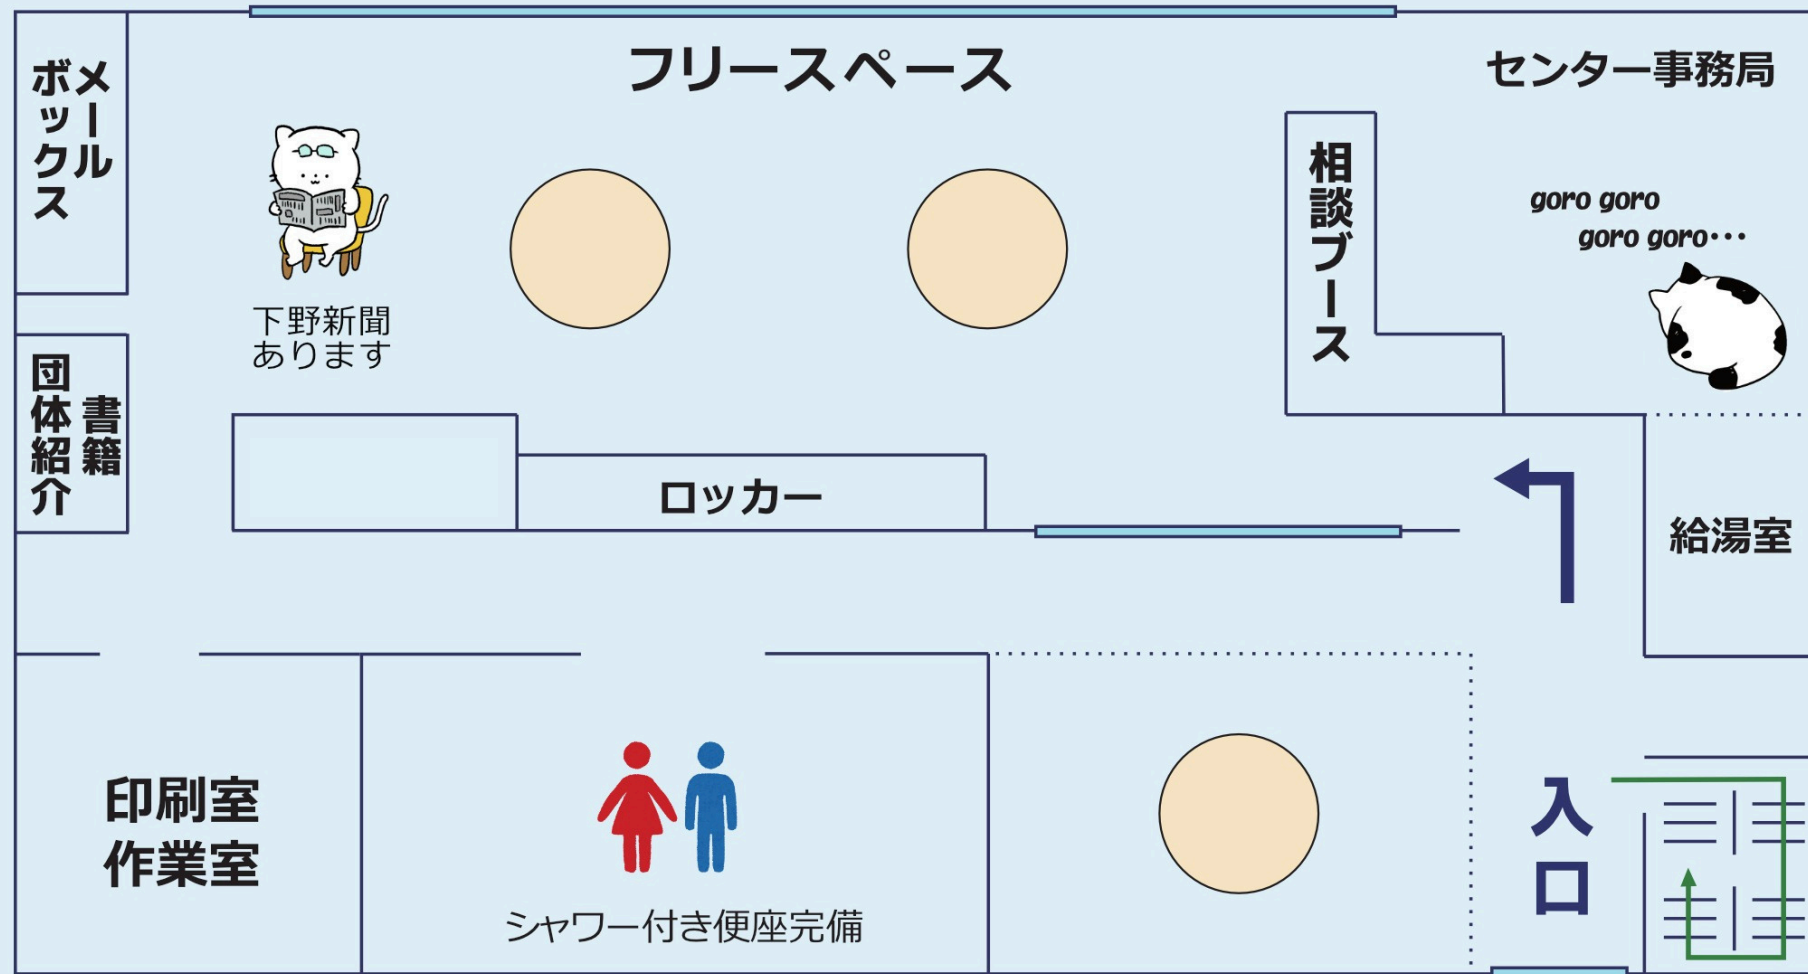 フリースペース
センター事務局
メール
ボックス
相談ブース
goro goro
goro goro…
下野新聞
あります
書籍
団体紹介
ロッカー
給湯室
印刷室
作業室
シャワー付き便座完備
入口